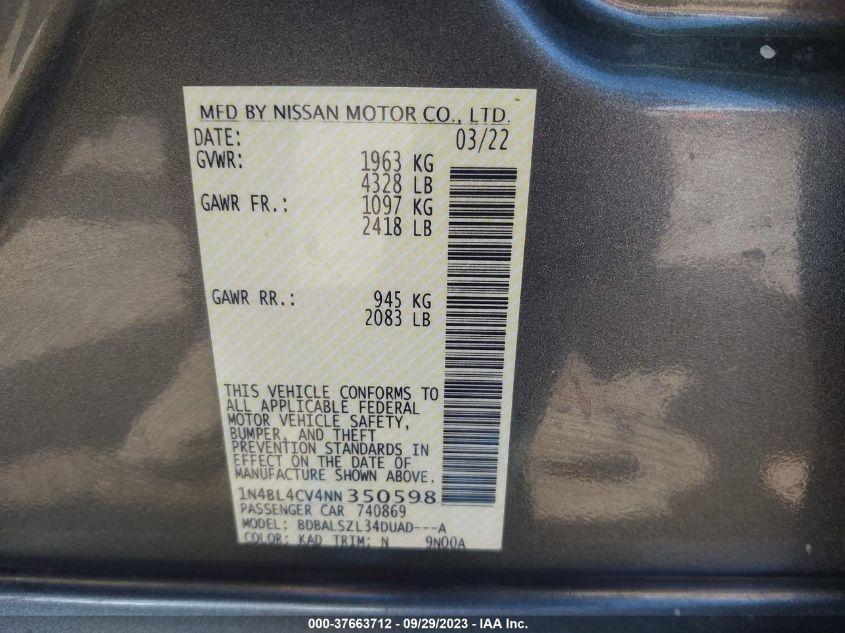 MFD BY NISSAN MOTOR CO., LTD.
DATE: 03/22
GVWR: 1963 KG
4328 LB
GAWR FR.: 1097 KG
2418 LB
GAWR RR.: 945 KG
2083 LB
THIS VEHICLE CONFORMS TO
ALL APPLICABLE FEDERAL
MOTOR VEHICLE SAFETY,
BUMPER, AND THEFT
PREVENTION STANDARDS IN
EFFECT ON THE DATE OF
MANUFACTURE SHOWN ABOVE.
1N4BL4CV4NN350598
PASSENGER CAR 740869
MODEL: BDBALSZL34DUAD---A
COLOR: KAD TRIM: N 9N00A
000-37663712 - 09/29/2023 - IAA Inc.